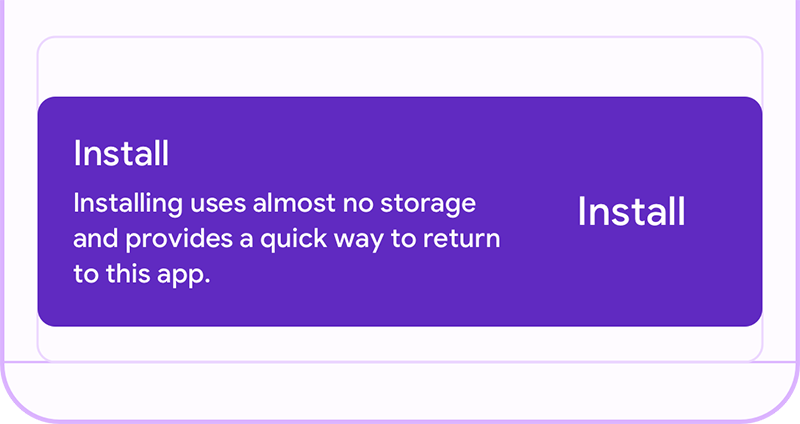 Install
Installing uses almost no storage
and provides a quick way to return
to this app.
Install